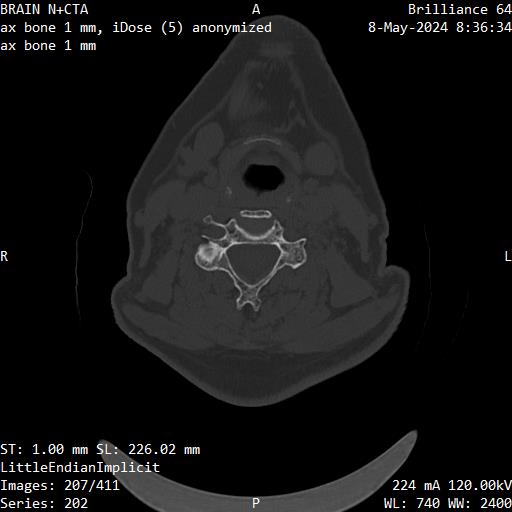 BRAIN N+CTA
A
Brilliance 64
ax bone 1 mm, iDose (5) anonymized
8-May-2024 8:36:34
ax bone 1 mm
R
L
ST: 1.00 mm SL: 226.02 mm
LittleEndianImplicit
Images: 207/411
224 mA 120.00kV
Series: 202
P
WL: 740 WW: 2400